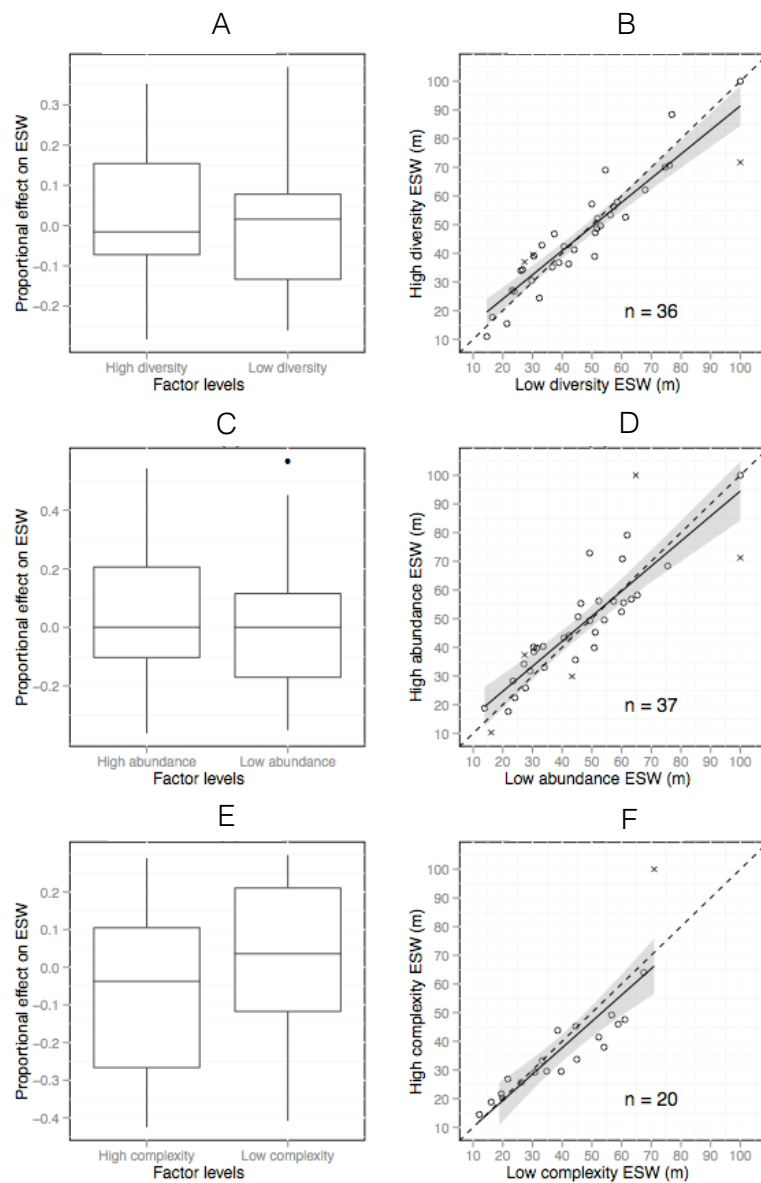 A
Proportional effect on ESW
0.3
0.2
0.1
0.0
−0.1
−0.2
High diversity Low diversity
Factor levels
B
High diversity ESW (m)
100
90
80
70
60
50
40
30
20
10
n = 36
10 20 30 40 50 60 70 80 90 100
Low diversity ESW (m)
C
Proportional effect on ESW
0.4
0.2
0.0
−0.2
High abundance Low abundance
Factor levels
D
High abundance ESW (m)
100
90
80
70
60
50
40
30
20
10
n = 37
10 20 30 40 50 60 70 80 90 100
Low abundance ESW (m)
E
Proportional effect on ESW
0.2
0.1
0.0
−0.1
−0.2
−0.3
−0.4
High complexity Low complexity
Factor levels
F
High complexity ESW (m)
100
90
80
70
60
50
40
30
20
10
n = 20
10 20 30 40 50 60 70 80 90 100
Low complexity ESW (m)